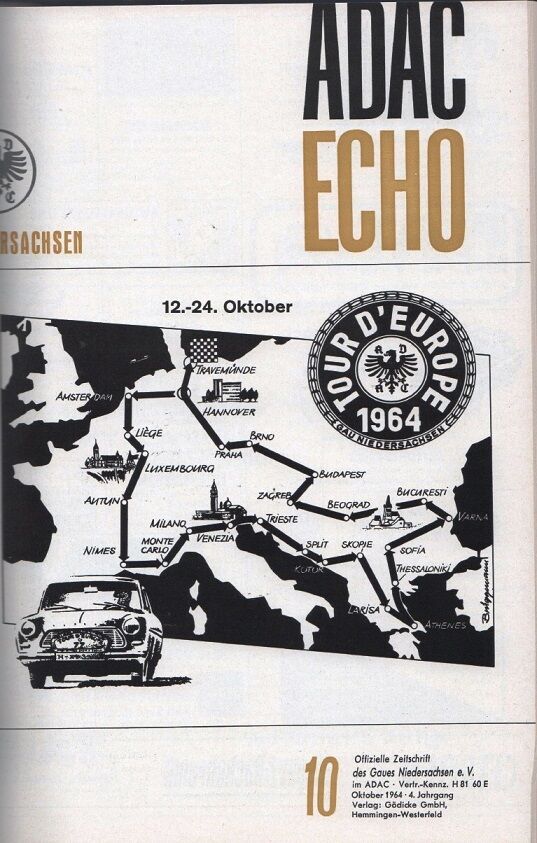 ADAC
ECHO
RSACHSEN
12.-24. Oktober
TOUR D'EUROPE
ADAC
1964
GAU NIEDERSACHSEN
TRAVEMÜNDE
AMSTERDAM
HANNOVER
LIÈGE
BRNO
PRAHA
LUXEMBOURG
BUDAPEST
AUTUN
ZAGREB
BEOGRAD
BUCURESTI
VARNA
MILANO
VENEZIA
TRIESTE
NIMES
MONTE
CARLO
SPLIT
SKOPJE
SOFIA
KOTOR
THESSALONIKI
LARISA
ATHENES
10
Offizielle Zeitschrift
des Gaues Niedersachsen e. V.
im ADAC · Vertr.-Kennz. H 81 60 E
Oktober 1964 · 4. Jahrgang
Verlag: Gödicke GmbH,
Hemmingen-Westerfeld